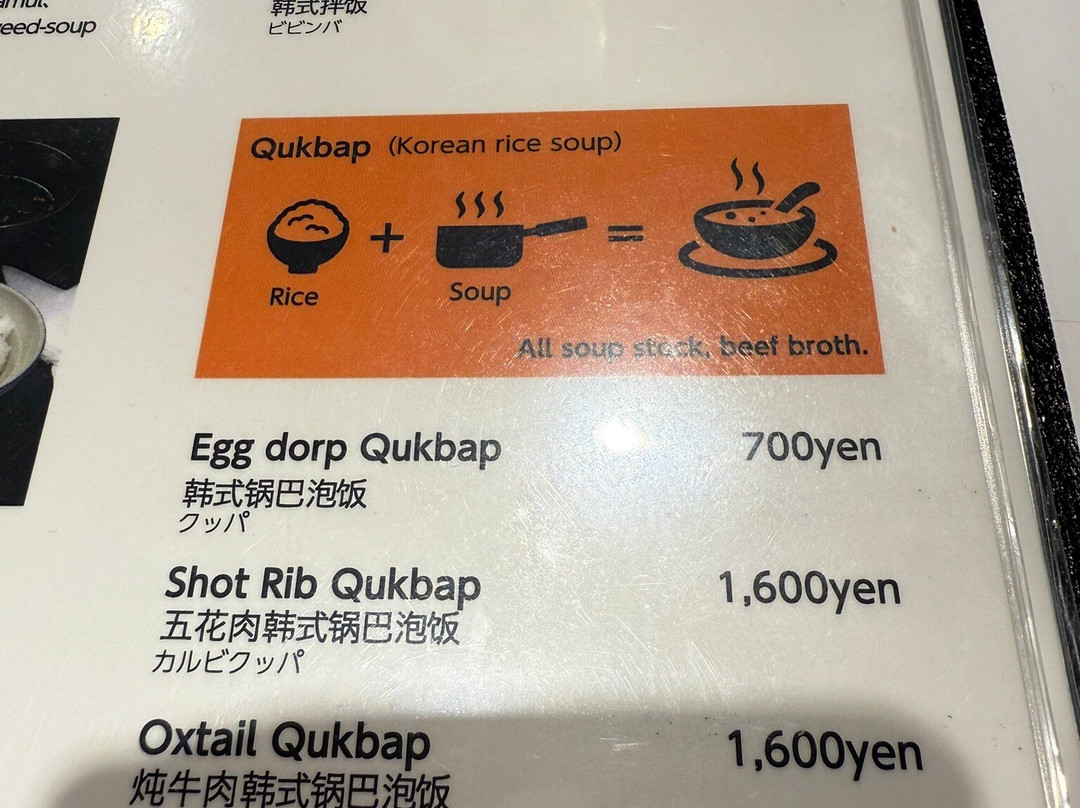 eed-soup
韩式拌饭
ビビンバ
Qukbap (Korean rice soup)
Rice
Soup
All soup stock, beef broth.
Egg dorp Qukbap 700yen
韩式锅巴泡饭
クッパ
Shot Rib Qukbap 1,600yen
五花肉韩式锅巴泡饭
カルビクッパ
Oxtail Qukbap 1,600yen
炖牛肉韩式锅巴泡饭